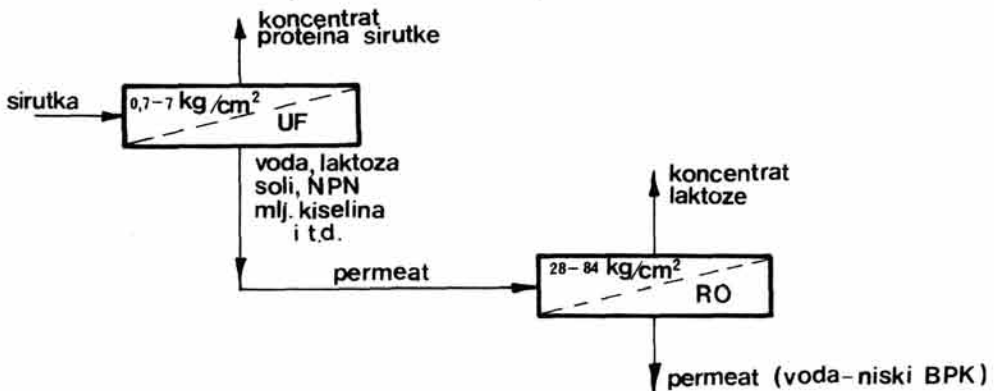 koncentrat
proteina sirutke
sirutka
0,7-7 kg/cm²
UF
voda, laktoza
soli, NPN
mlj. kiselina
i t.d.
permeat
koncentrat
laktoze
28-84 kg/cm²
RO
permeat (voda-niski BPK)